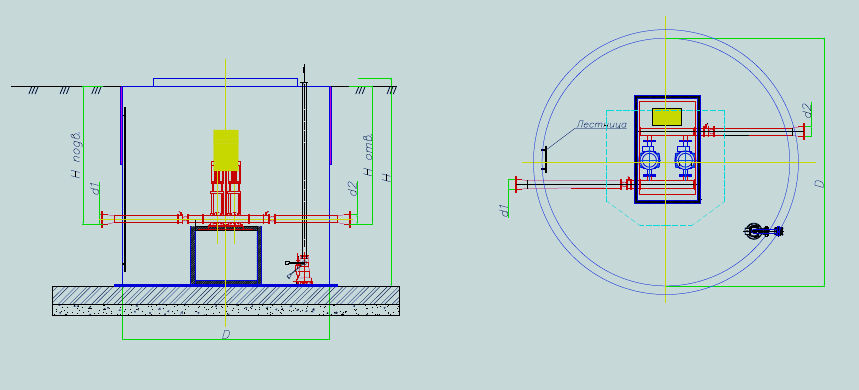 H подв.
d1
d2
H отв.
H
D
Лестница
d2
D
d1